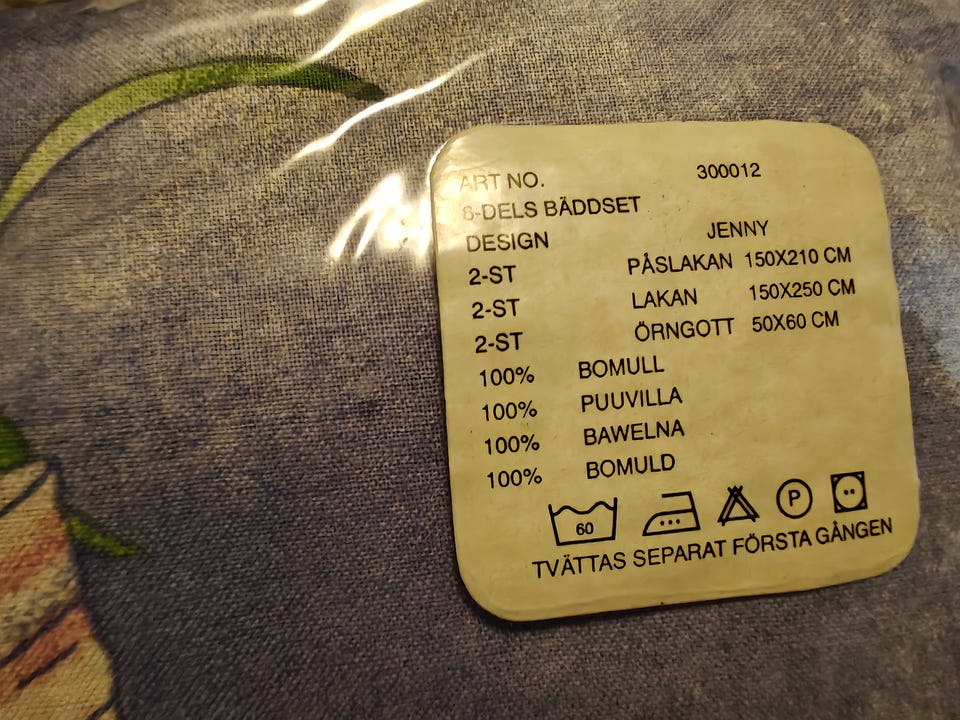 ART NO. 300012
6-DELS BÄDDSET
DESIGN JENNY
2-ST PÅSLAKAN 150X210 CM
2-ST LAKAN 150X250 CM
2-ST ÖRNGOTT 50X60 CM
100% BOMULL
100% PUUVILLA
100% BAWELNA
100% BOMULD
60 P
TVÄTTAS SEPARAT FÖRSTA GÅNGEN